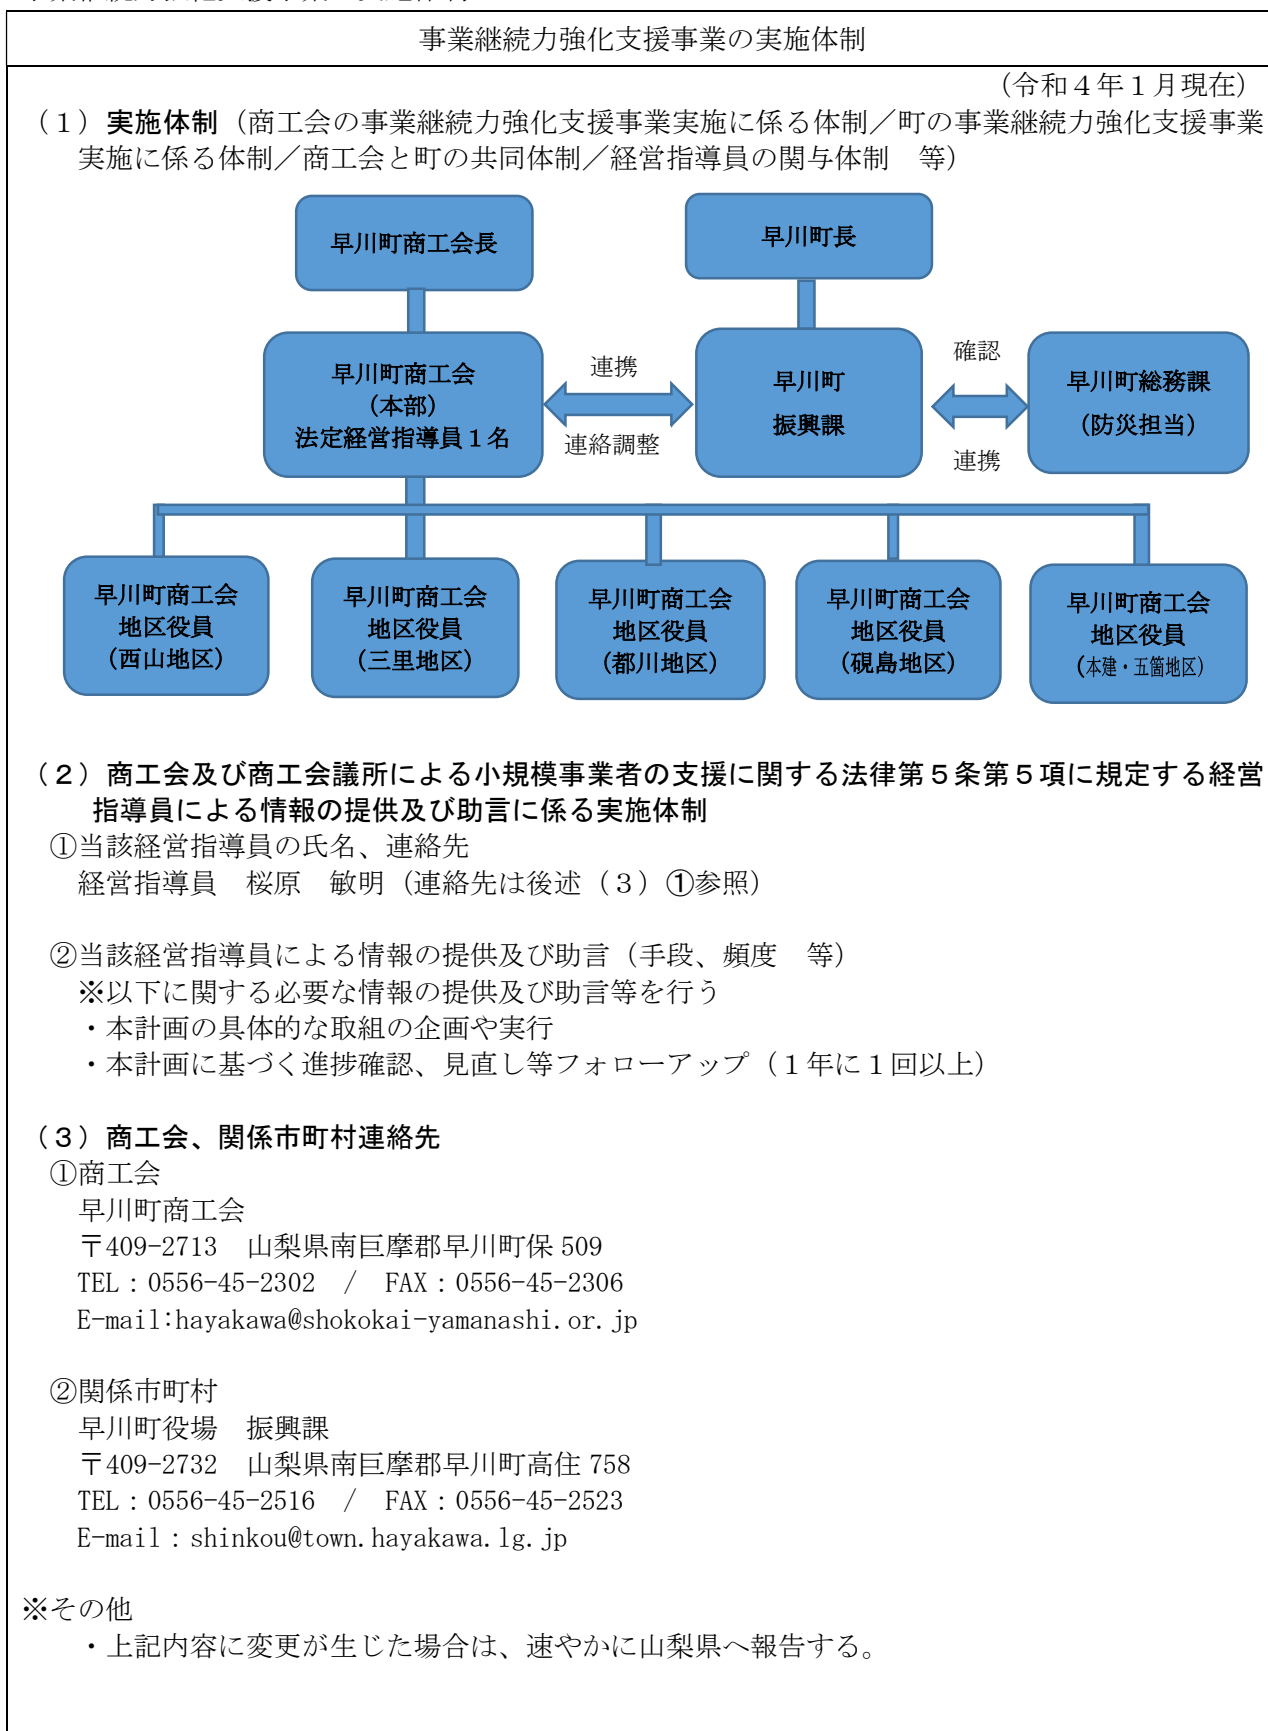 事業継続力強化支援事業の実施体制
（令和４年１月現在）
（１）実施体制（商工会の事業継続力強化支援事業実施に係る体制／町の事業継続力強化支援事業
実施に係る体制／商工会と町の共同体制／経営指導員の関与体制　等）
早川町商工会長
早川町長
早川町商工会
（本部）
法定経営指導員１名
連携
連絡調整
早川町
振興課
確認
連携
早川町総務課
（防災担当）
早川町商工会
地区役員
（西山地区）
早川町商工会
地区役員
（三里地区）
早川町商工会
地区役員
（都川地区）
早川町商工会
地区役員
（硯島地区）
早川町商工会
地区役員
（本建・五箇地区）
（２）商工会及び商工会議所による小規模事業者の支援に関する法律第５条第５項に規定する経営
指導員による情報の提供及び助言に係る実施体制
①当該経営指導員の氏名、連絡先
経営指導員　桜原　敏明（連絡先は後述（３）①参照）
②当該経営指導員による情報の提供及び助言（手段、頻度　等）
※以下に関する必要な情報の提供及び助言等を行う
・本計画の具体的な取組の企画や実行
・本計画に基づく進捗確認、見直し等フォローアップ（１年に１回以上）
（３）商工会、関係市町村連絡先
①商工会
早川町商工会
〒409-2713　山梨県南巨摩郡早川町保 509
TEL：0556-45-2302　/　FAX：0556-45-2306
E-mail:hayakawa@shokokai-yamanashi.or.jp
②関係市町村
早川町役場　振興課
〒409-2732　山梨県南巨摩郡早川町高住 758
TEL：0556-45-2516　/　FAX：0556-45-2523
E-mail：shinkou@town.hayakawa.lg.jp
※その他
・上記内容に変更が生じた場合は、速やかに山梨県へ報告する。